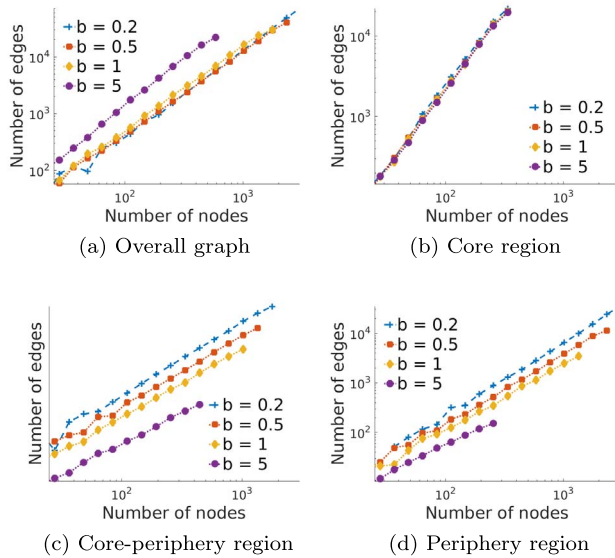 b = 0.2
b = 0.5
b = 1
b = 5
Number of edges
10^4
10^3
10^2
10^2
10^3
Number of nodes
(a) Overall graph
Number of edges
10^3
b = 0.2
b = 0.5
b = 1
b = 5
10^2
10^3
Number of nodes
(b) Core region
Number of edges
b = 0.2
b = 0.5
b = 1
b = 5
10^2
10^3
Number of nodes
(c) Core-periphery region
b = 0.2
b = 0.5
b = 1
b = 5
Number of edges
10^4
10^3
10^2
10^2
10^3
Number of nodes
(d) Periphery region